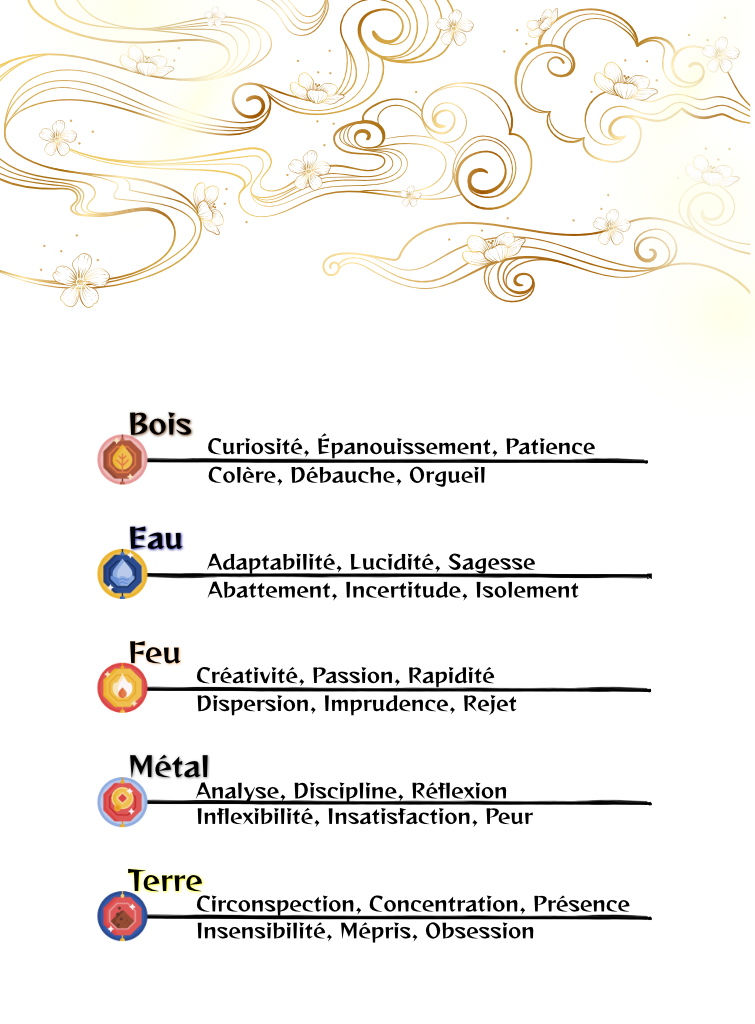 Bois
Curiosité, Épanouissement, Patience
Colère, Débauche, Orgueil
Eau
Adaptabilité, Lucidité, Sagesse
Abattement, Incertitude, Isolement
Feu
Créativité, Passion, Rapidité
Dispersion, Imprudence, Rejet
Métal
Analyse, Discipline, Réflexion
Inflexibilité, Insatisfaction, Peur
Terre
Circonspection, Concentration, Présence
Insensibilité, Mépris, Obsession